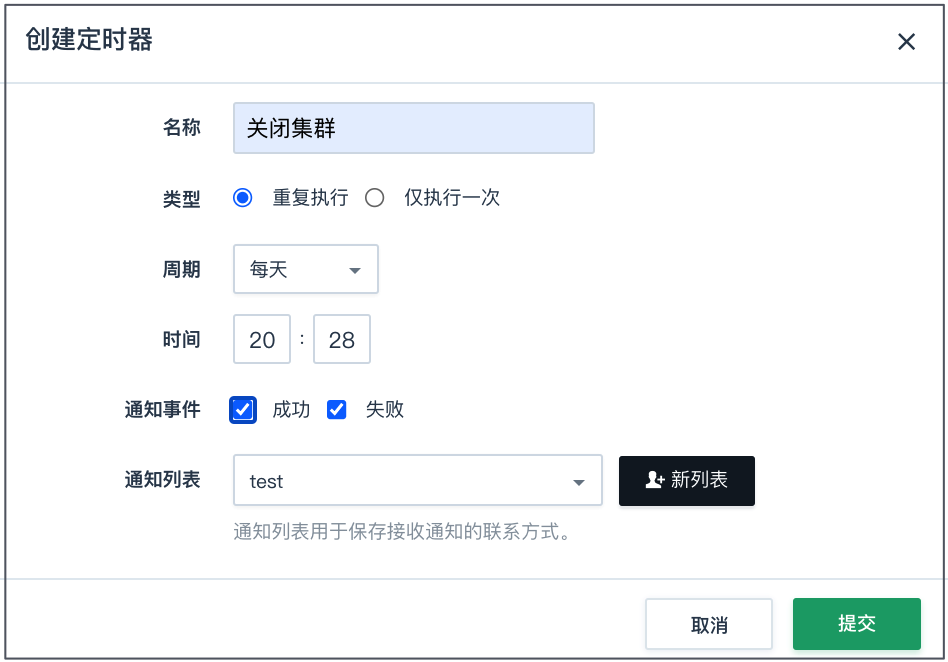 创建定时器
名称 关闭集群
类型 重复执行 仅执行一次
周期 每天
时间 20 : 28
通知事件 成功 失败
通知列表 test 新列表
通知列表用于保存接收通知的联系方式。
取消 提交